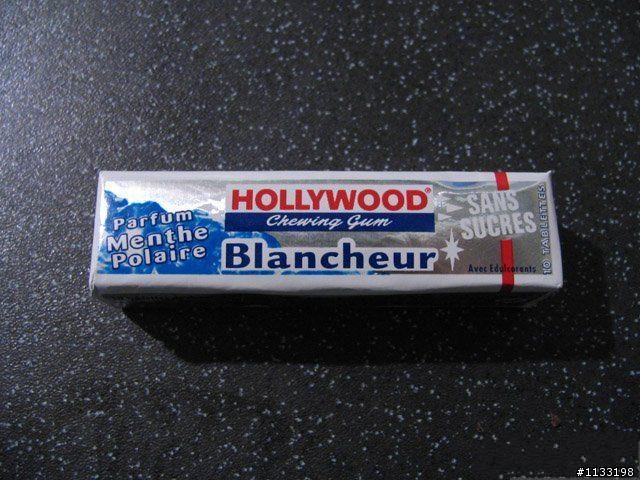 Parfum
Menthe
Polaire
HOLLYWOOD®
Chewing Gum
Blancheur
SANS
SUCRES
Avec Edulcorants
10 TABLETTES
#1133198